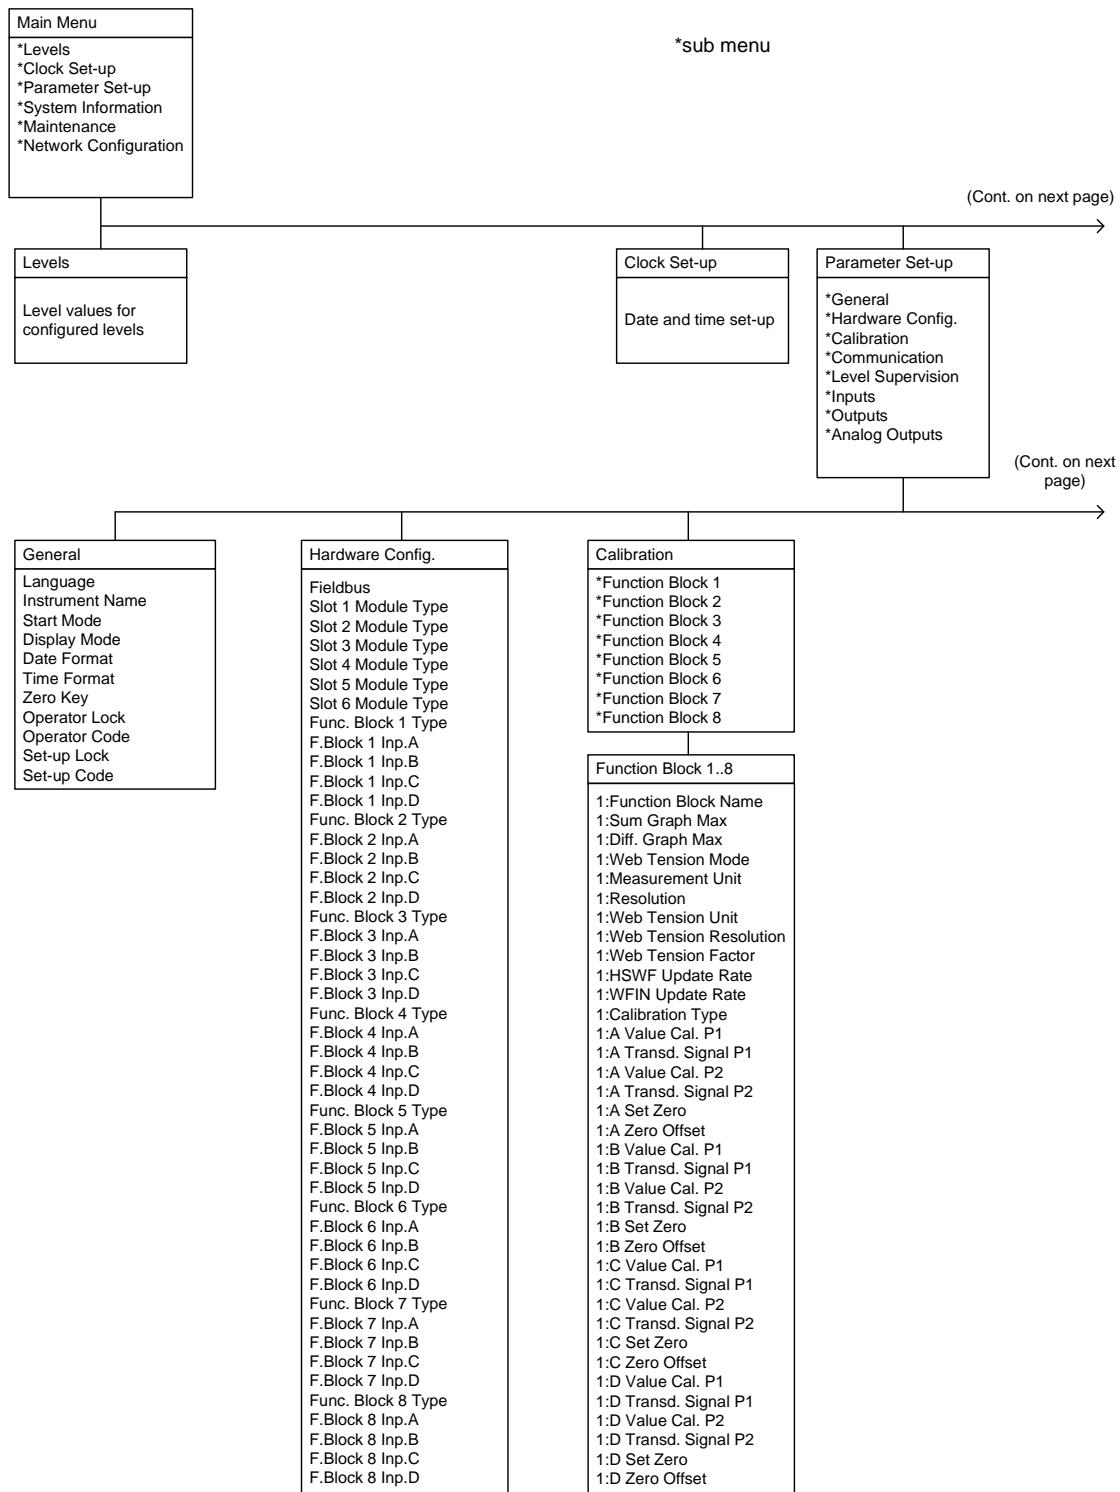 Main Menu
*Levels
*Clock Set-up
*Parameter Set-up
*System Information
*Maintenance
*Network Configuration
*sub menu
(Cont. on next page)
Levels
Level values for
configured levels
Clock Set-up
Date and time set-up
Parameter Set-up
*General
*Hardware Config.
*Calibration
*Communication
*Level Supervision
*Inputs
*Outputs
*Analog Outputs
(Cont. on next
page)
General
Language
Instrument Name
Start Mode
Display Mode
Date Format
Time Format
Zero Key
Operator Lock
Operator Code
Set-up Lock
Set-up Code
Hardware Config.
Fieldbus
Slot 1 Module Type
Slot 2 Module Type
Slot 3 Module Type
Slot 4 Module Type
Slot 5 Module Type
Slot 6 Module Type
Func. Block 1 Type
F.Block 1 Inp.A
F.Block 1 Inp.B
F.Block 1 Inp.C
F.Block 1 Inp.D
Func. Block 2 Type
F.Block 2 Inp.A
F.Block 2 Inp.B
F.Block 2 Inp.C
F.Block 2 Inp.D
Func. Block 3 Type
F.Block 3 Inp.A
F.Block 3 Inp.B
F.Block 3 Inp.C
F.Block 3 Inp.D
Func. Block 4 Type
F.Block 4 Inp.A
F.Block 4 Inp.B
F.Block 4 Inp.C
F.Block 4 Inp.D
Func. Block 5 Type
F.Block 5 Inp.A
F.Block 5 Inp.B
F.Block 5 Inp.C
F.Block 5 Inp.D
Func. Block 6 Type
F.Block 6 Inp.A
F.Block 6 Inp.B
F.Block 6 Inp.C
F.Block 6 Inp.D
Func. Block 7 Type
F.Block 7 Inp.A
F.Block 7 Inp.B
F.Block 7 Inp.C
F.Block 7 Inp.D
Func. Block 8 Type
F.Block 8 Inp.A
F.Block 8 Inp.B
F.Block 8 Inp.C
F.Block 8 Inp.D
Calibration
*Function Block 1
*Function Block 2
*Function Block 3
*Function Block 4
*Function Block 5
*Function Block 6
*Function Block 7
*Function Block 8
Function Block 1..8
1:Function Block Name
1:Sum Graph Max
1:Diff. Graph Max
1:Web Tension Mode
1:Measurement Unit
1:Resolution
1:Web Tension Unit
1:Web Tension Resolution
1:Web Tension Factor
1:HSWF Update Rate
1:WFIN Update Rate
1:Calibration Type
1:A Value Cal. P1
1:A Transd. Signal P1
1:A Value Cal. P2
1:A Transd. Signal P2
1:A Set Zero
1:A Zero Offset
1:B Value Cal. P1
1:B Transd. Signal P1
1:B Value Cal. P2
1:B Transd. Signal P2
1:B Set Zero
1:B Zero Offset
1:C Value Cal. P1
1:C Transd. Signal P1
1:C Value Cal. P2
1:C Transd. Signal P2
1:C Set Zero
1:C Zero Offset
1:D Value Cal. P1
1:D Transd. Signal P1
1:D Value Cal. P2
1:D Transd. Signal P2
1:D Set Zero
1:D Zero Offset